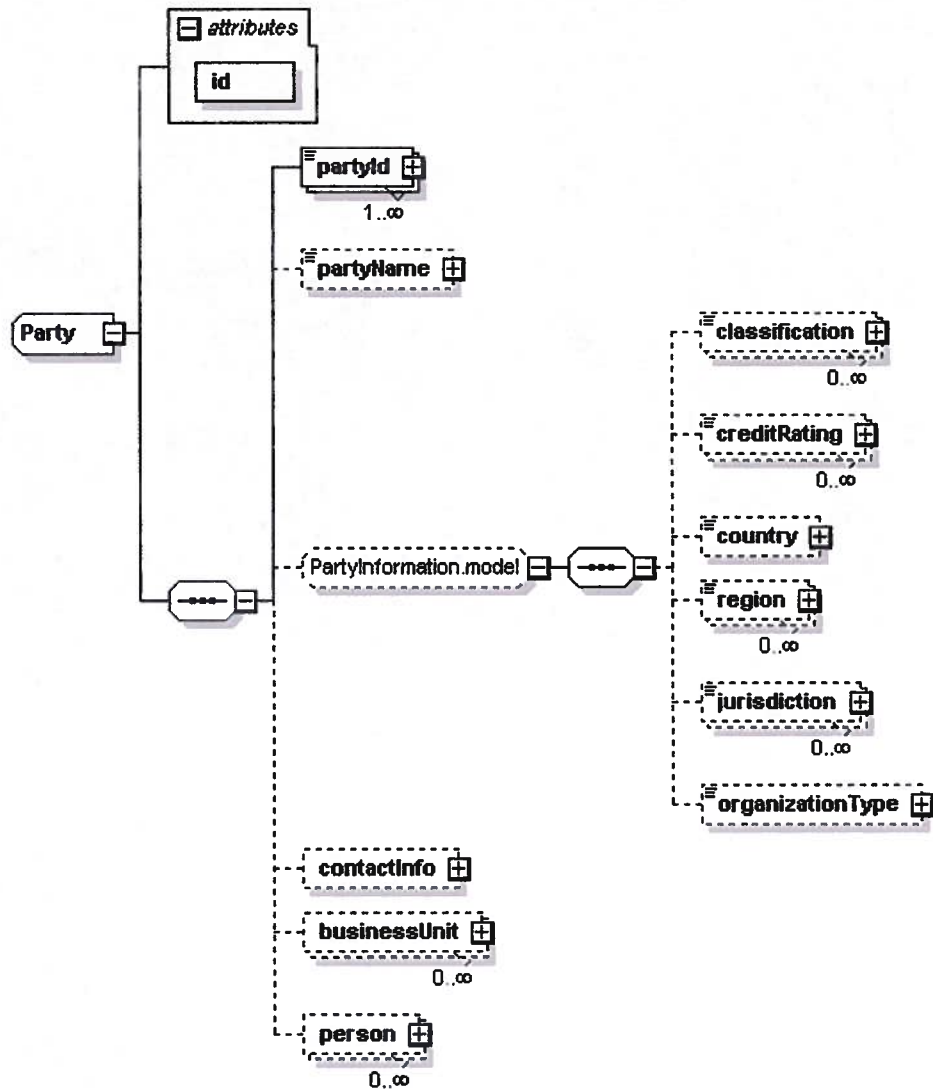 attributes
id
partyId
1..∞
partyName
Party
classification
0..∞
creditRating
0..∞
country
PartyInformation.model
region
0..∞
jurisdiction
0..∞
organizationType
contactInfo
businessUnit
0..∞
person
0..∞